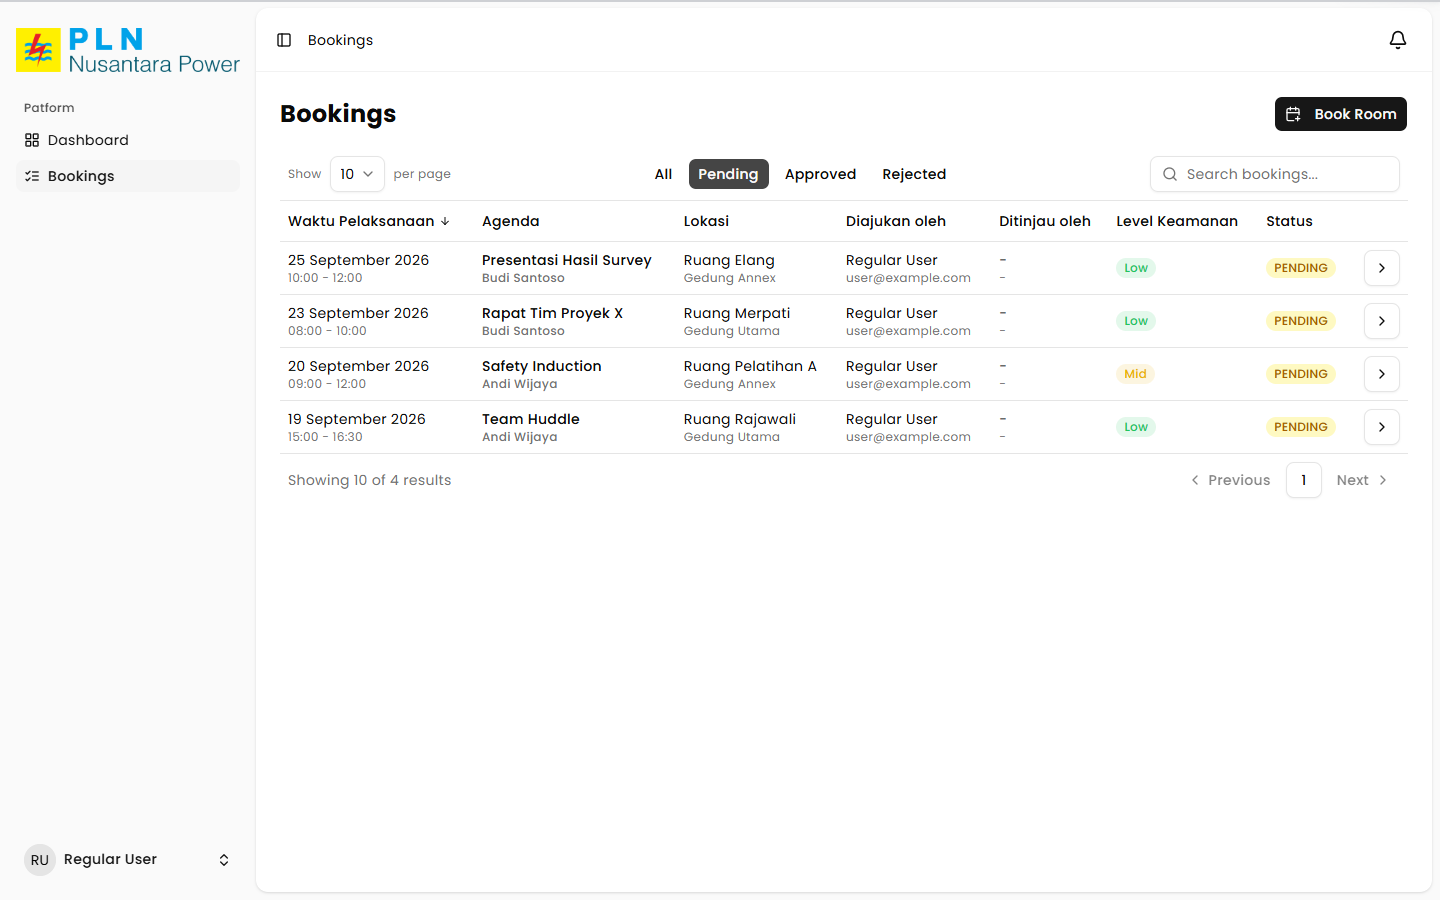 PLN
Nusantara Power
Patform
Dashboard
Bookings
Bookings
Bookings
Book Room
Show 10 per page
All Pending Approved Rejected
Search bookings...
Waktu Pelaksanaan Agenda Lokasi Diajukan oleh Ditinjau oleh Level Keamanan Status
25 September 2026 Presentasi Hasil Survey Ruang Elang Regular User - Low PENDING
10:00 - 12:00 Budi Santoso Gedung Annex user@example.com -
23 September 2026 Rapat Tim Proyek X Ruang Merpati Regular User - Low PENDING
08:00 - 10:00 Budi Santoso Gedung Utama user@example.com -
20 September 2026 Safety Induction Ruang Pelatihan A Regular User - Mid PENDING
09:00 - 12:00 Andi Wijaya Gedung Annex user@example.com -
19 September 2026 Team Huddle Ruang Rajawali Regular User - Low PENDING
15:00 - 16:30 Andi Wijaya Gedung Utama user@example.com -
Showing 10 of 4 results
Previous 1 Next
RU Regular User